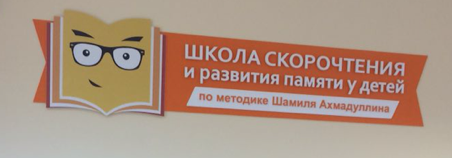 ШКОЛА СКОРОЧТЕНИЯ
и развития памяти у детей
по методике Шамиля Ахмадуллина